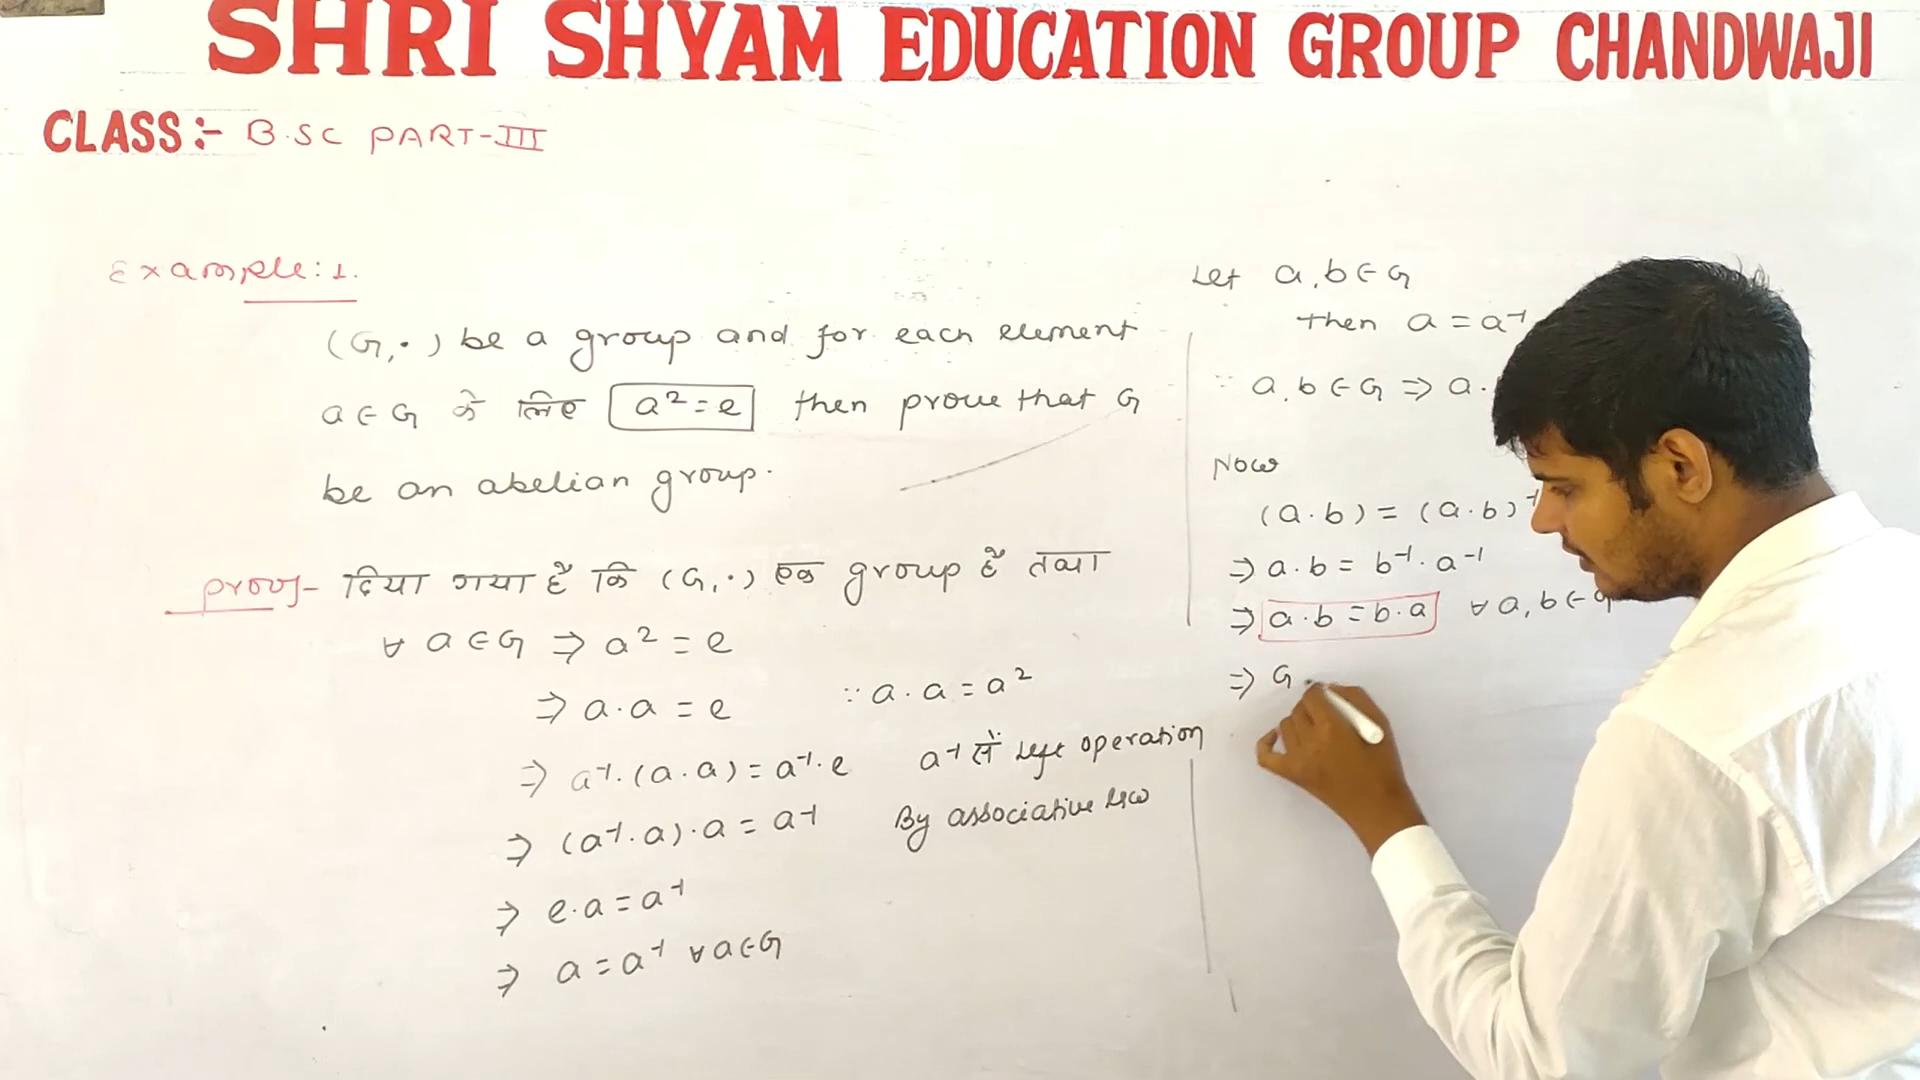 SHRI SHYAM EDUCATION GROUP CHANDWAJI
CLASS:- B.SC PART-III
Example:1.
(G,·) be a group and for each element
a∈G के लिए a²=e then prove that G
be an abelian group.
proof- दिया गया हैं कि (G,·) एक group हैं तथा
∀ a∈G ⇒ a² = e
⇒ a·a = e ∵ a·a = a²
⇒ a⁻¹·(a·a) = a⁻¹·e a⁻¹ से left operation
⇒ (a⁻¹·a)·a = a⁻¹ By associative law
⇒ e·a = a⁻¹
⇒ a = a⁻¹ ∀ a∈G
Let a,b∈G
then a = a⁻¹
∵ a,b∈G ⇒ a·
Now
(a·b) = (a·b)⁻¹
⇒ a·b = b⁻¹·a⁻¹
⇒ a·b = b·a ∀ a,b∈G
⇒ G